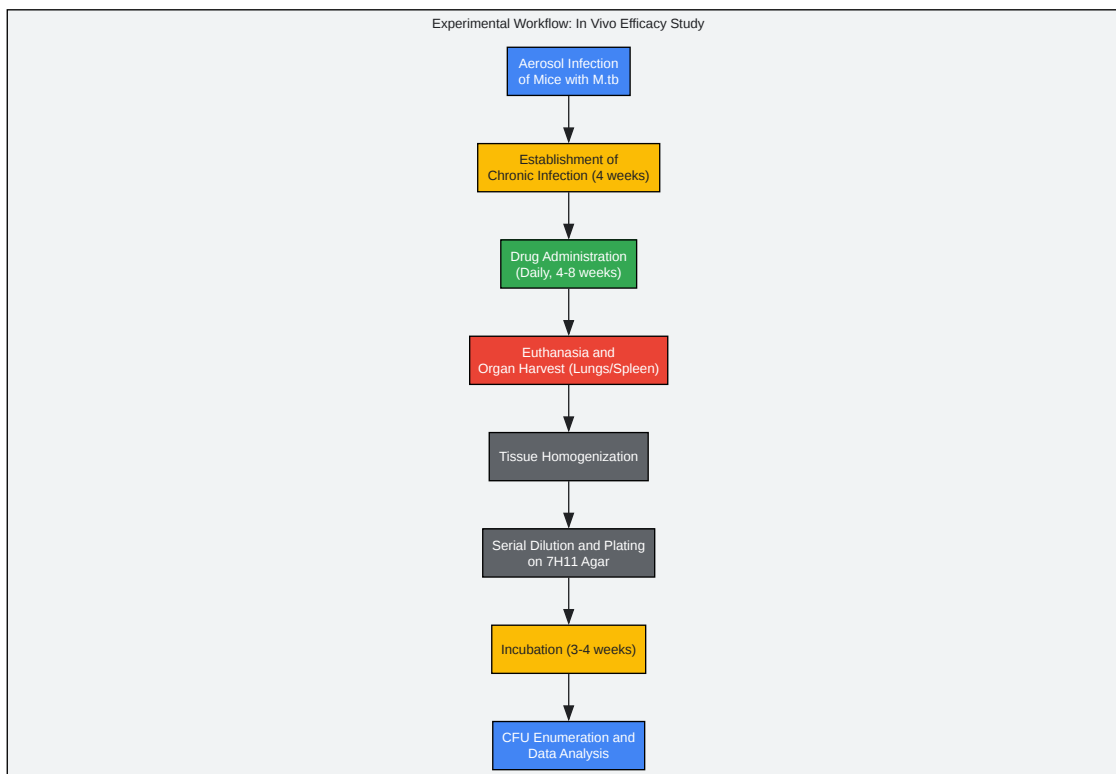 Experimental Workflow: In Vivo Efficacy Study
Aerosol Infection
of Mice with M.tb
Establishment of
Chronic Infection (4 weeks)
Drug Administration
(Daily, 4-8 weeks)
Euthanasia and
Organ Harvest (Lungs/Spleen)
Tissue Homogenization
Serial Dilution and Plating
on 7H11 Agar
Incubation (3-4 weeks)
CFU Enumeration and
Data Analysis